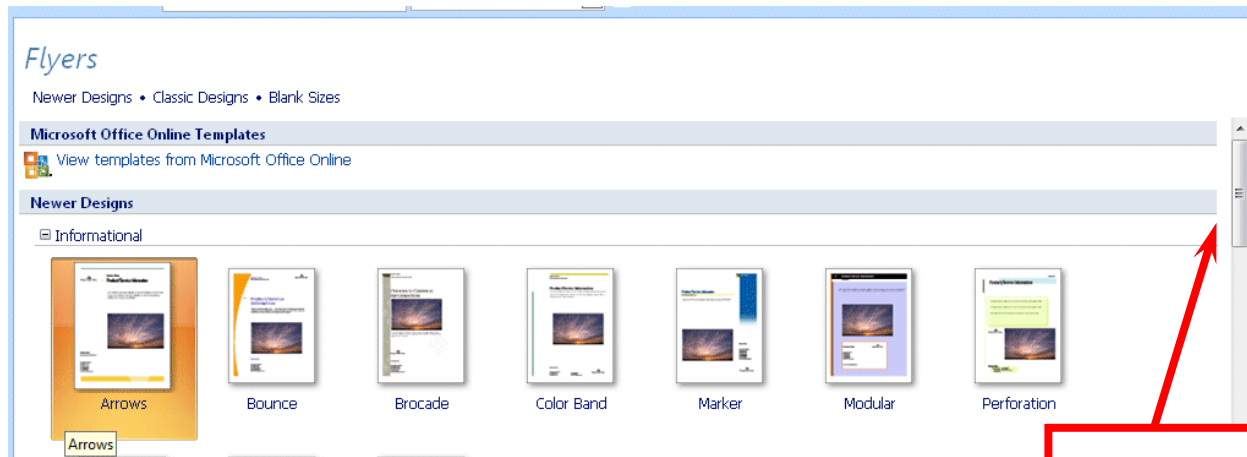 Flyers
Newer Designs • Classic Designs • Blank Sizes
Microsoft Office Online Templates
View templates from Microsoft Office Online
Newer Designs
Informational
Arrows Bounce Brocade Color Band Marker Modular Perforation
Arrows